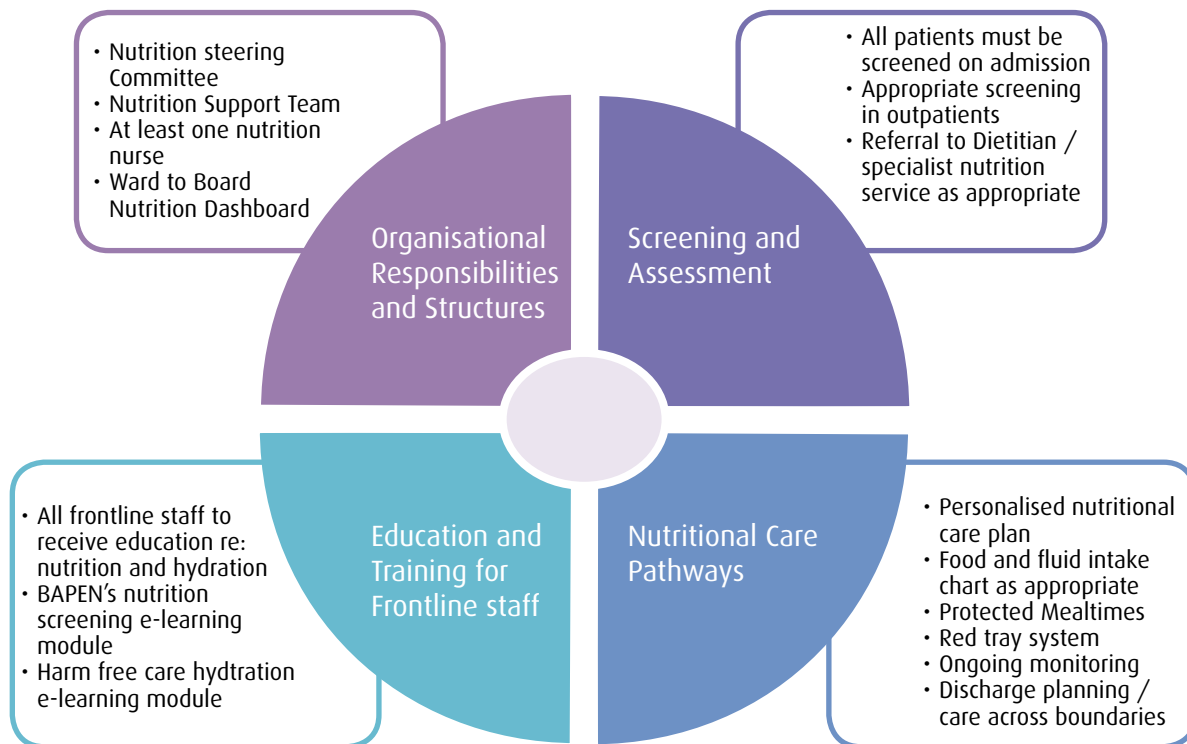 • Nutrition steering
Committee
• Nutrition Support Team
• At least one nutrition
nurse
• Ward to Board
Nutrition Dashboard
• All patients must be
screened on admission
• Appropriate screening
in outpatients
• Referral to Dietitian /
specialist nutrition
service as appropriate
Organisational
Responsibilities
and Structures
Screening and
Assessment
Education and
Training for
Frontline staff
Nutritional Care
Pathways
• All frontline staff to
receive education re:
nutrition and hydration
• BAPEN's nutrition
screening e-learning
module
• Harm free care hydtration
e-learning module
• Personalised nutritional
care plan
• Food and fluid intake
chart as appropriate
• Protected Mealtimes
• Red tray system
• Ongoing monitoring
• Discharge planning /
care across boundaries